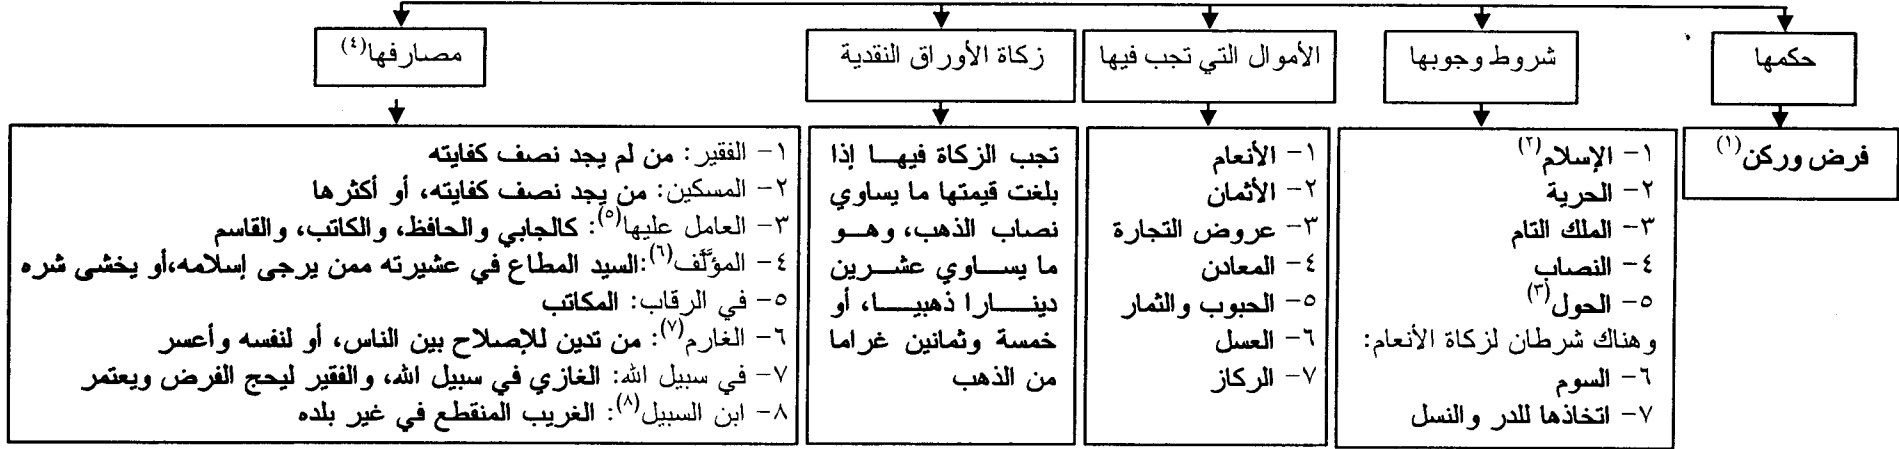 حكمها
فرض وركن(١)
شروط وجوبها
١- الإسلام(٢)
٢- الحرية
٣- الملك التام
٤- النصاب
٥- الحول(٣)
وهناك شرطان لزكاة الأنعام:
٦- السوم
٧- اتخاذها للدر والنسل
الأموال التي تجب فيها
١- الأنعام
٢- الأثمان
٣- عروض التجارة
٤- المعادن
٥- الحبوب والثمار
٦- العسل
٧- الركاز
زكاة الأوراق النقدية
تجب الزكاة فيها إذا
بلغت قيمتها ما يساوي
نصاب الذهب، وهو
ما يساوي عشرين
دينارا ذهبيا، أو
خمسة وثمانين غراما
من الذهب
مصارفها(٤)
١- الفقير: من لم يجد نصف كفايته
٢- المسكين: من يجد نصف كفايته، أو أكثرها
٣- العامل عليها(٥): كالجابي والحافظ، والكاتب، والقاسم
٤- المؤلَّف(٦):السيد المطاع في عشيرته ممن يرجى إسلامه،أو يخشى شره
٥- في الرقاب: المكاتب
٦- الغارم(٧): من تدين للإصلاح بين الناس، أو لنفسه وأعسر
٧- في سبيل الله: الغازي في سبيل الله، والفقير ليحج الفرض ويعتمر
٨- ابن السبيل(٨): الغريب المنقطع في غير بلده